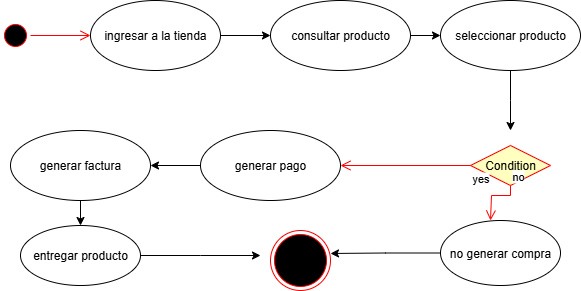 ingresar a la tienda
consultar producto
seleccionar producto
generar factura
generar pago
Condition
yes
no
entregar producto
no generar compra